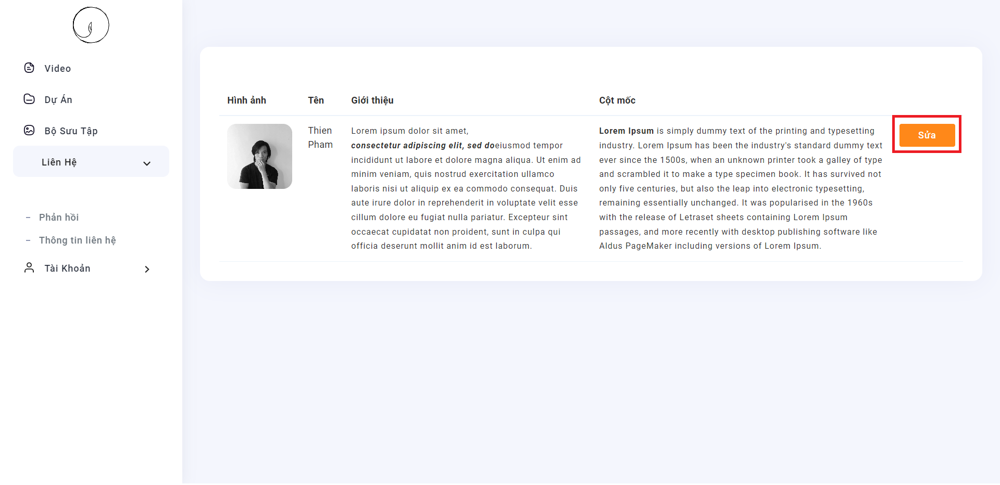 Video
Dự Án
Bộ Sưu Tập
Liên Hệ
– Phản hồi
– Thông tin liên hệ
Tài Khoản
Hình ảnh Tên Giới thiệu Cột mốc
Thien
Pham
Lorem ipsum dolor sit amet,
consectetur adipiscing elit, sed doeiusmod tempor
incididunt ut labore et dolore magna aliqua. Ut enim ad
minim veniam, quis nostrud exercitation ullamco
laboris nisi ut aliquip ex ea commodo consequat. Duis
aute irure dolor in reprehenderit in voluptate velit esse
cillum dolore eu fugiat nulla pariatur. Excepteur sint
occaecat cupidatat non proident, sunt in culpa qui
officia deserunt mollit anim id est laborum.
Lorem Ipsum is simply dummy text of the printing and typesetting
industry. Lorem Ipsum has been the industry's standard dummy text
ever since the 1500s, when an unknown printer took a galley of type
and scrambled it to make a type specimen book. It has survived not
only five centuries, but also the leap into electronic typesetting,
remaining essentially unchanged. It was popularised in the 1960s
with the release of Letraset sheets containing Lorem Ipsum
passages, and more recently with desktop publishing software like
Aldus PageMaker including versions of Lorem Ipsum.
Sửa